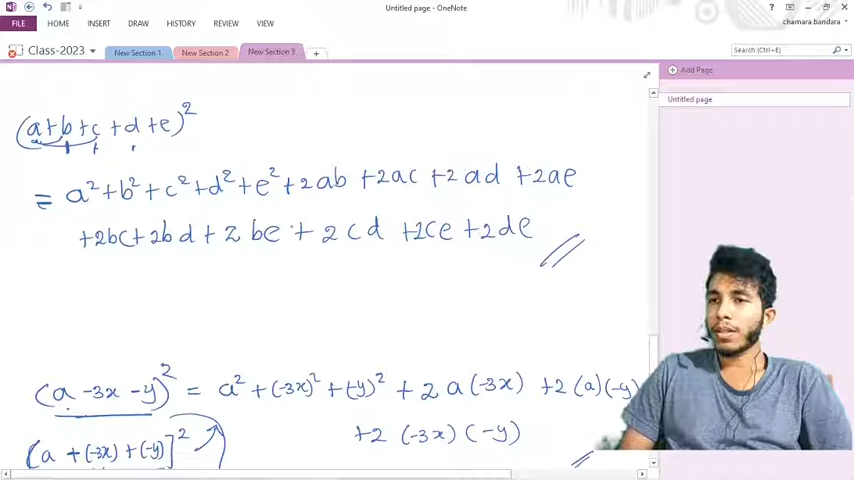 Untitled page - OneNote
FILE HOME INSERT DRAW HISTORY REVIEW VIEW
chamara bandara
Class-2023 New Section 1 New Section 2 New Section 3 +
Search (Ctrl+E)
Add Page
Untitled page
(a+b+c+d+e)²
= a²+b²+c²+d²+e²+2ab+2ac+2ad+2ae
+2bc+2bd+2be+2cd+2ce+2de
(a-3x-y)² = a²+(-3x)²+(-y)²+2a(-3x)+2(a)(-y)
+2(-3x)(-y)
(a+(-3x)+(-y)]²